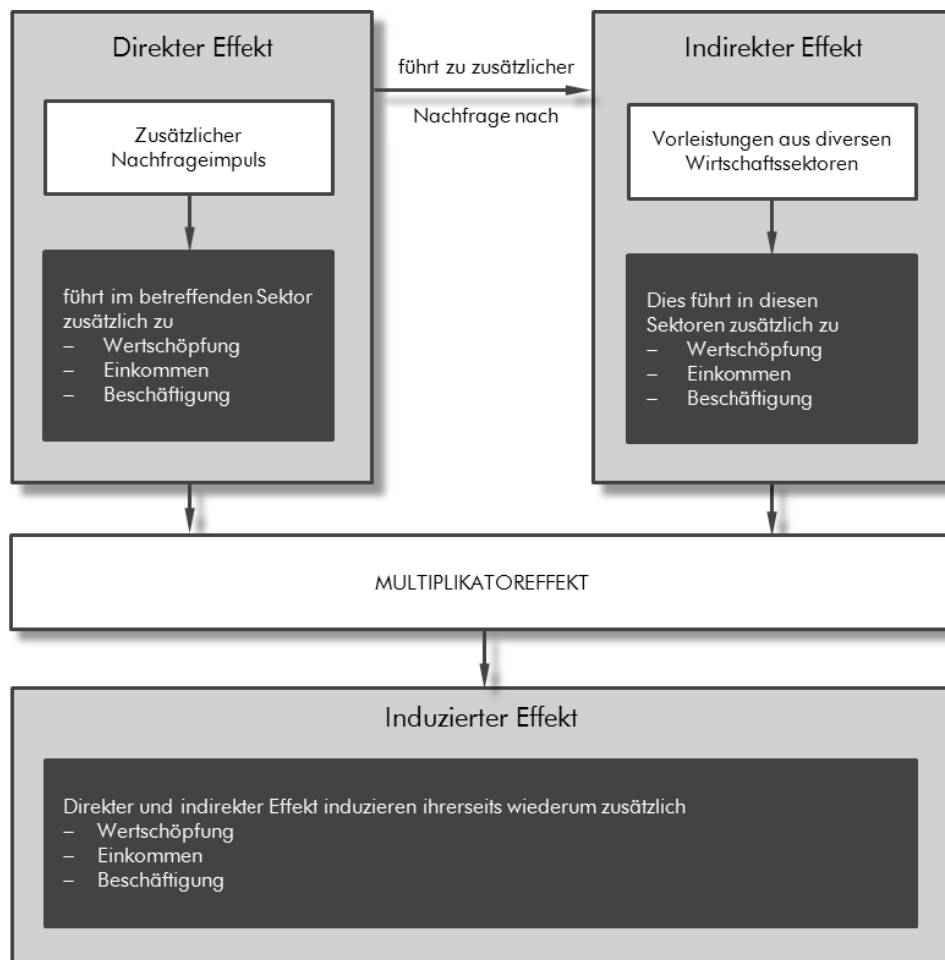 Direkter Effekt
Zusätzlicher
Nachfrageimpuls
führt im betreffenden Sektor
zusätzlich zu
– Wertschöpfung
– Einkommen
– Beschäftigung
führt zu zusätzlicher
Nachfrage nach
Indirekter Effekt
Vorleistungen aus diversen
Wirtschaftssektoren
Dies führt in diesen
Sektoren zusätzlich zu
– Wertschöpfung
– Einkommen
– Beschäftigung
MULTIPLIKATOREFFEKT
Induzierter Effekt
Direkter und indirekter Effekt induzieren ihrerseits wiederum zusätzlich
– Wertschöpfung
– Einkommen
– Beschäftigung